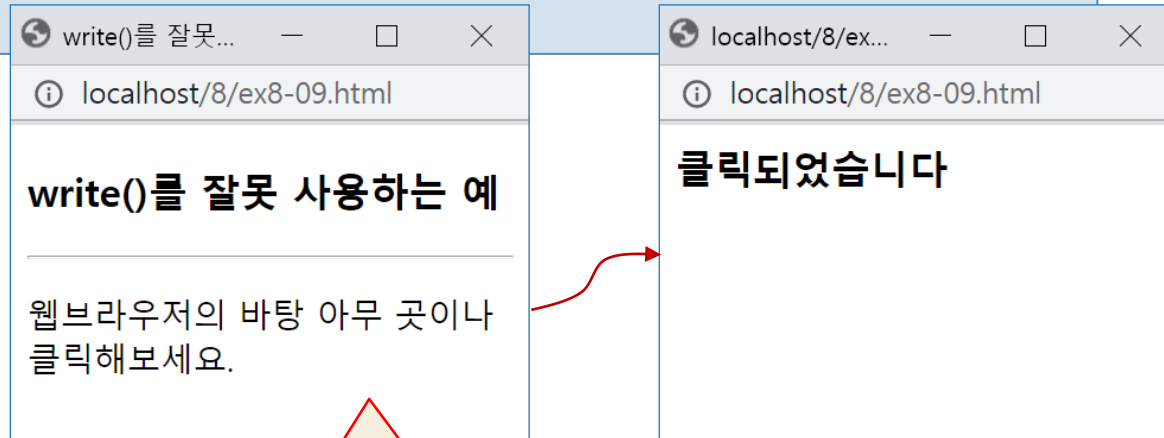 write()를 잘못...
localhost/8/ex8-09.html
write()를 잘못 사용하는 예
웹브라우저의 바탕 아무 곳이나
클릭해보세요.
localhost/8/ex...
localhost/8/ex8-09.html
클릭되었습니다